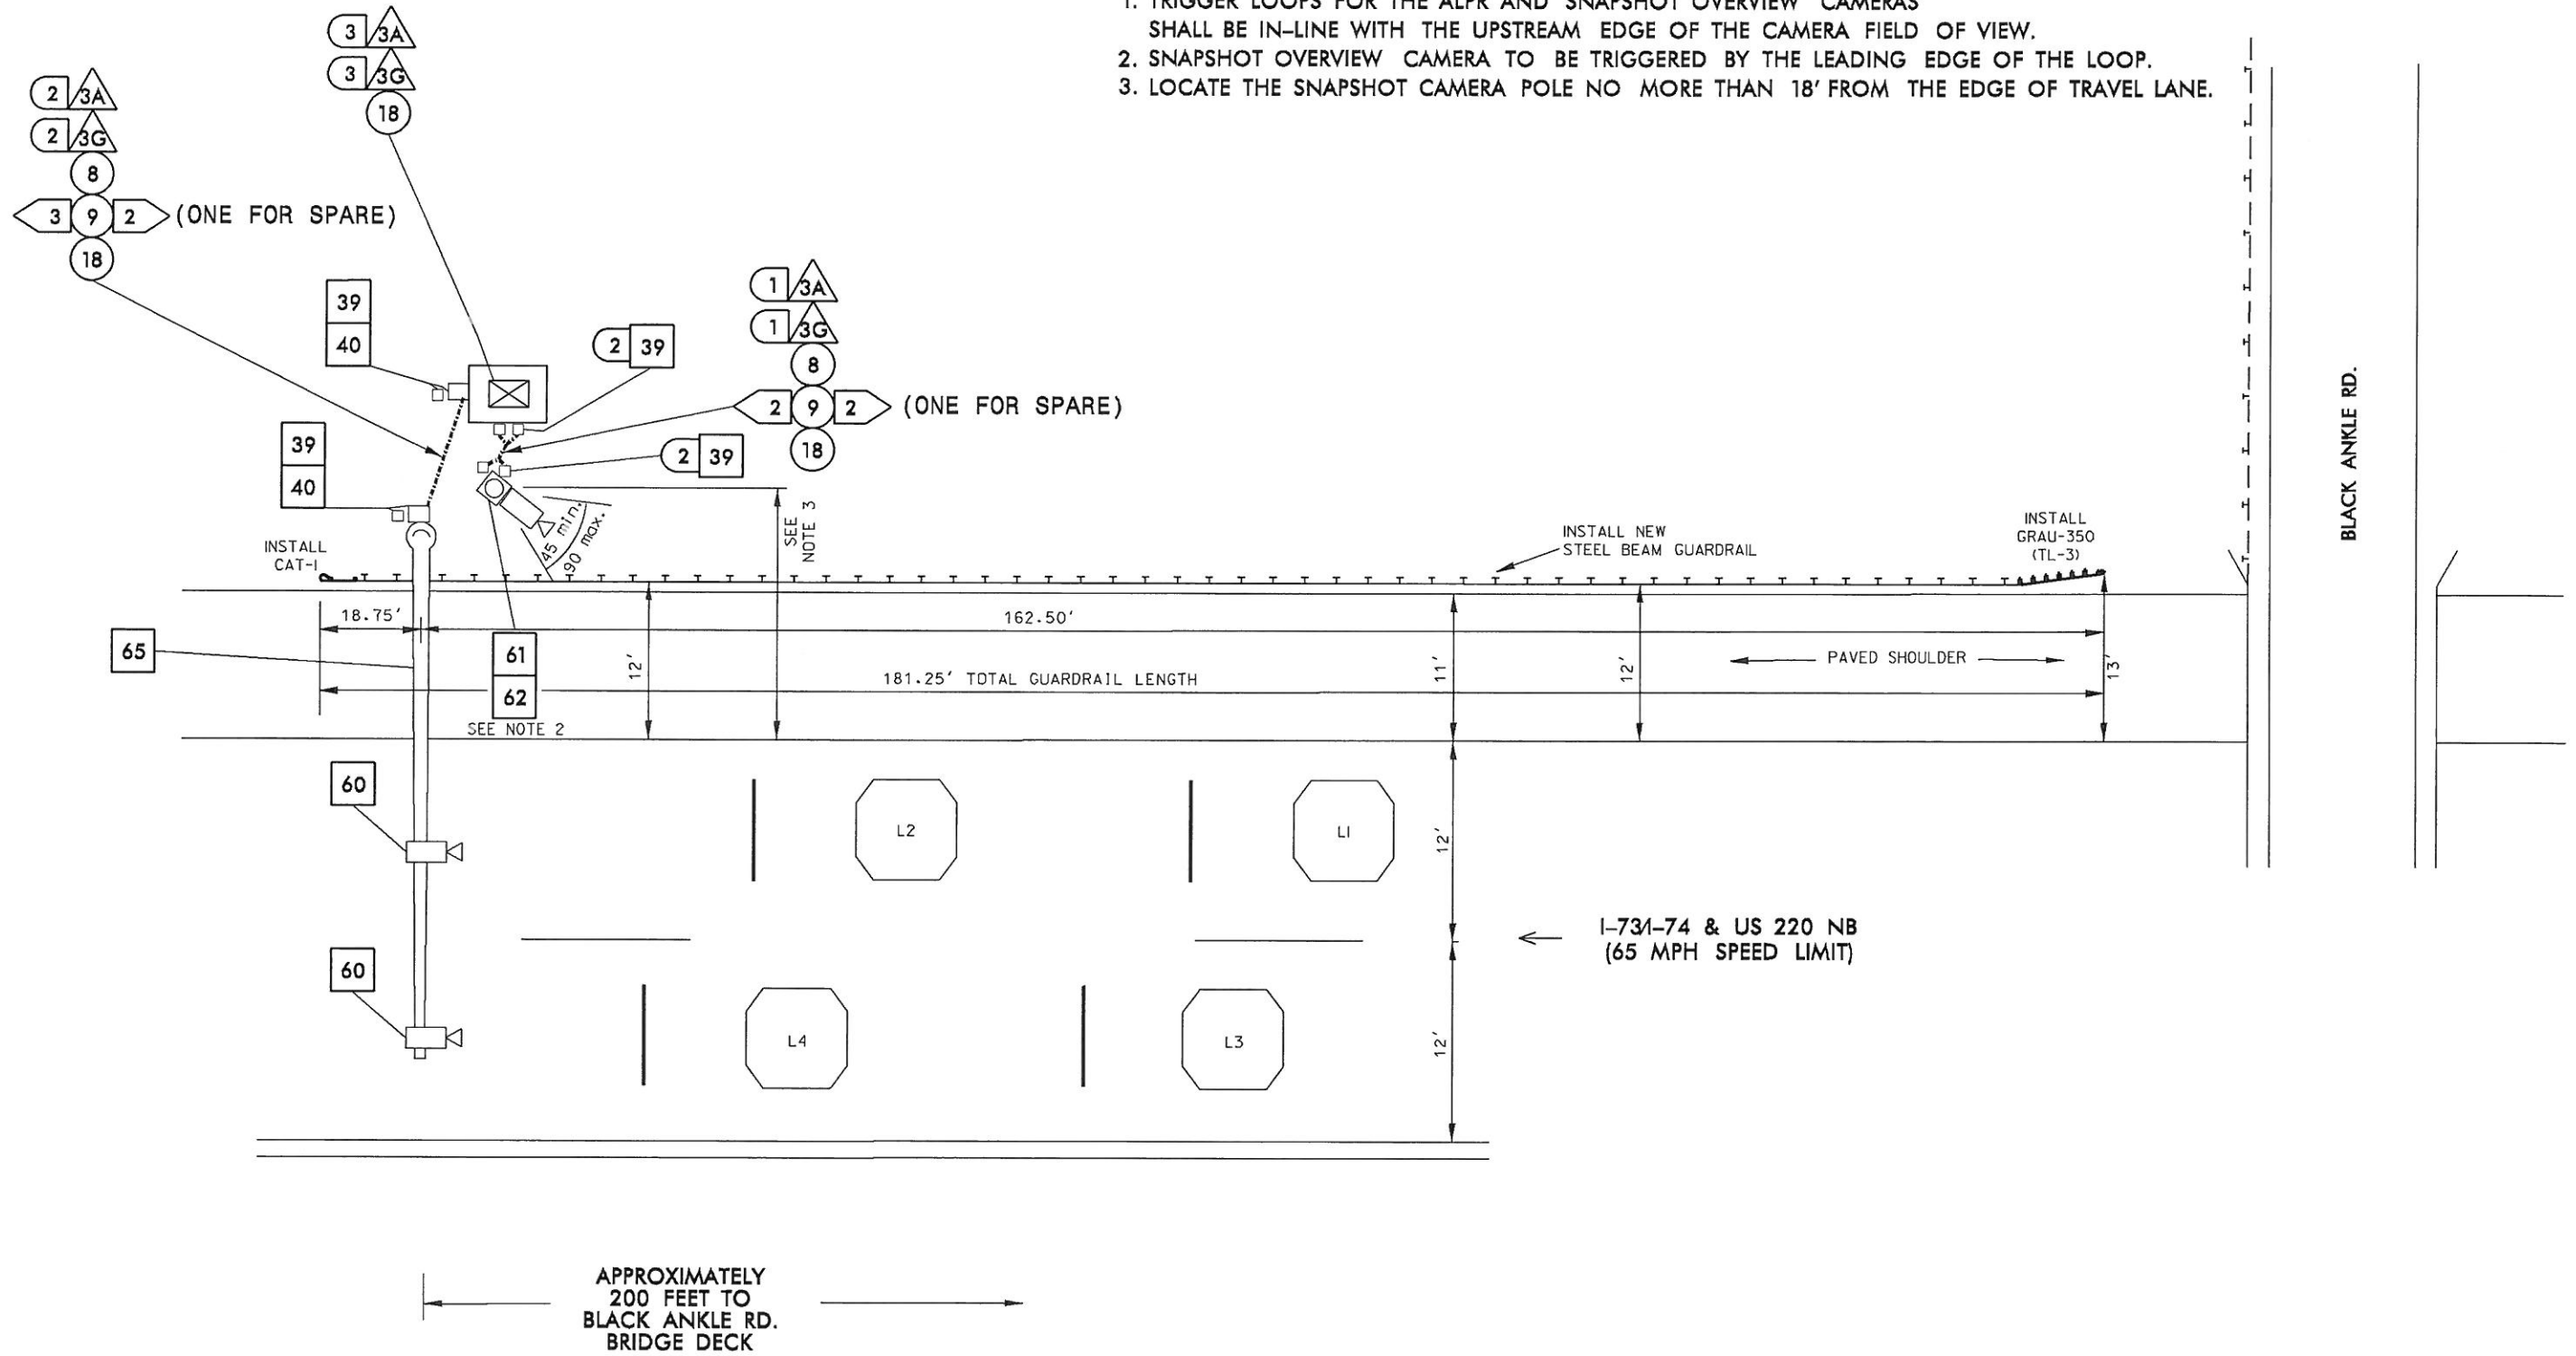 1. TRIGGER LOOPS FOR THE ALPR AND SNAPSHOT OVERVIEW CAMERAS
SHALL BE IN-LINE WITH THE UPSTREAM EDGE OF THE CAMERA FIELD OF VIEW.
2. SNAPSHOT OVERVIEW CAMERA TO BE TRIGGERED BY THE LEADING EDGE OF THE LOOP.
3. LOCATE THE SNAPSHOT CAMERA POLE NO MORE THAN 18' FROM THE EDGE OF TRAVEL LANE.
3 3A
3 3G
18
2 3A
2 3G
8
3 9 2 (ONE FOR SPARE)
18
39
40
2 39
1 3A
1 3G
8
2 9 2 (ONE FOR SPARE)
18
39
40
2 39
SEE
NOTE 3
45 min.
90 max.
INSTALL
CAT-1
INSTALL NEW
STEEL BEAM GUARDRAIL
INSTALL
GRAU-350
(TL-3)
BLACK ANKLE RD.
18.75'
162.50'
65
61
62
SEE NOTE 2
12'
181.25' TOTAL GUARDRAIL LENGTH
11'
12'
PAVED SHOULDER
13'
60
L2
L1
12'
I-73/I-74 & US 220 NB
(65 MPH SPEED LIMIT)
60
L4
L3
12'
APPROXIMATELY
200 FEET TO
BLACK ANKLE RD.
BRIDGE DECK